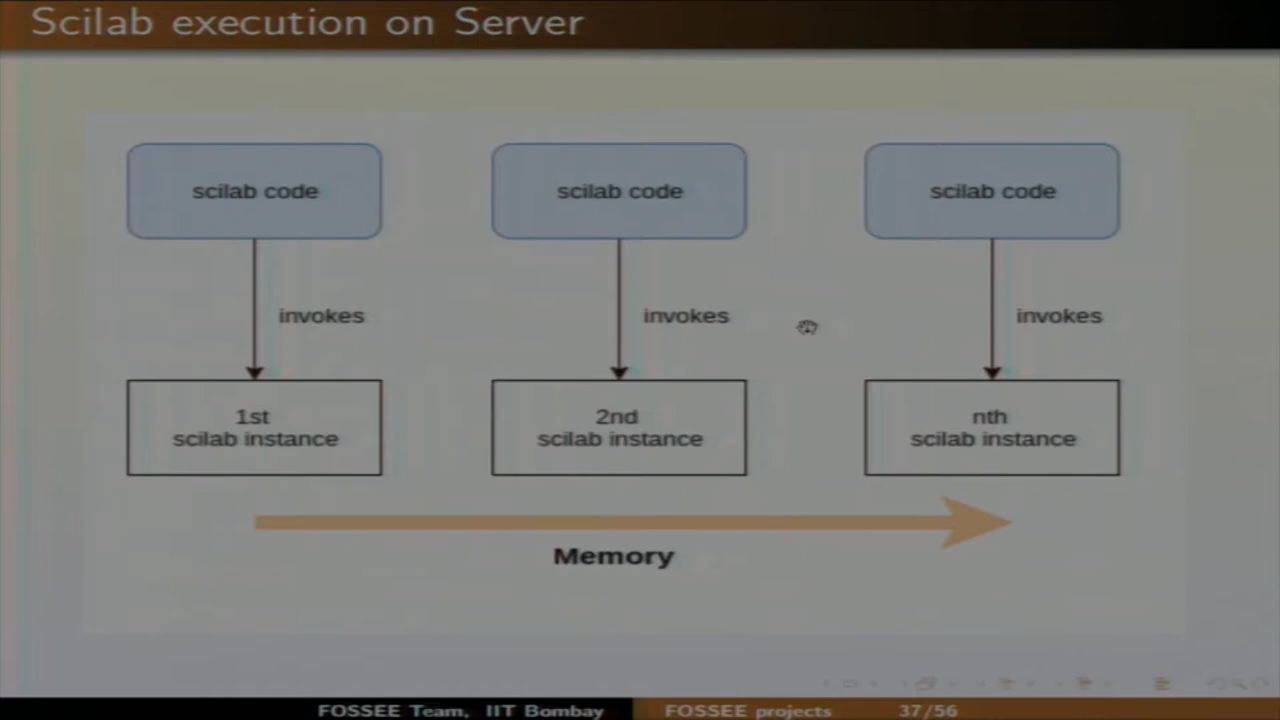 Scilab execution on Server
scilab code
scilab code
scilab code
invokes
invokes
invokes
1st
scilab instance
2nd
scilab instance
nth
scilab instance
Memory
FOSSEE Team, IIT Bombay
FOSSEE projects
37/56